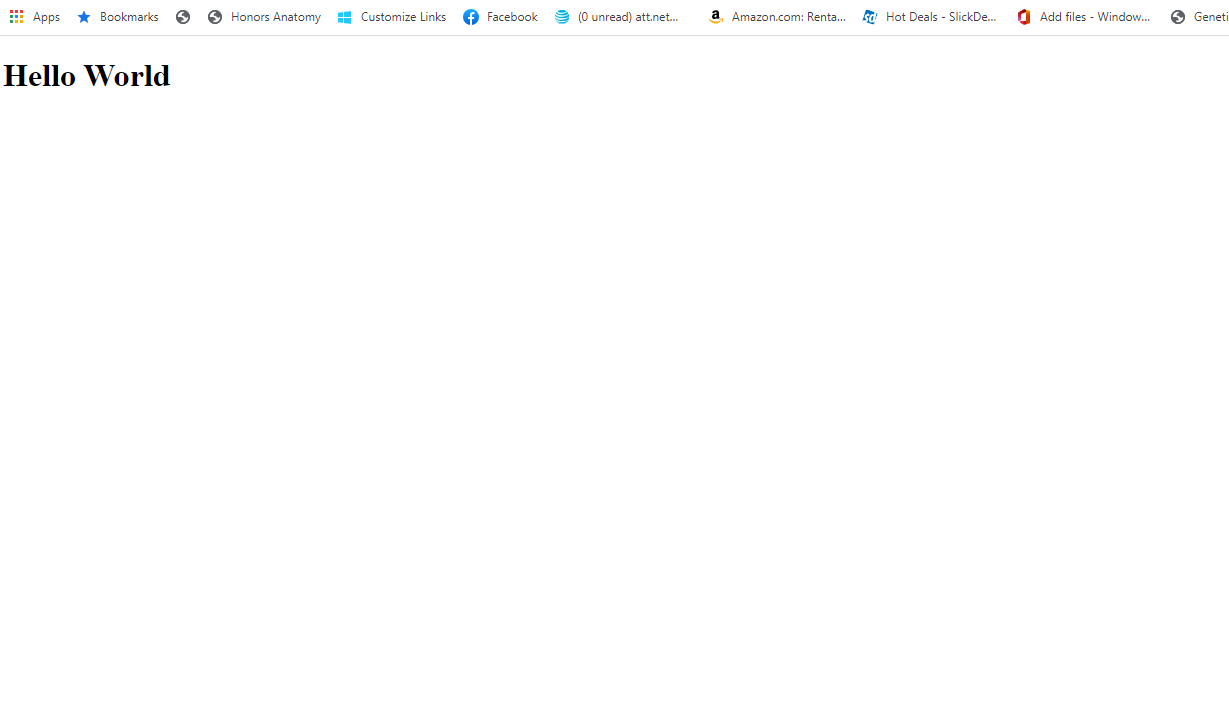 Apps Bookmarks Honors Anatomy Customize Links Facebook (0 unread) att.net... Amazon.com: Renta... Hot Deals - SlickDe... Add files - Window... Geneti
Hello World